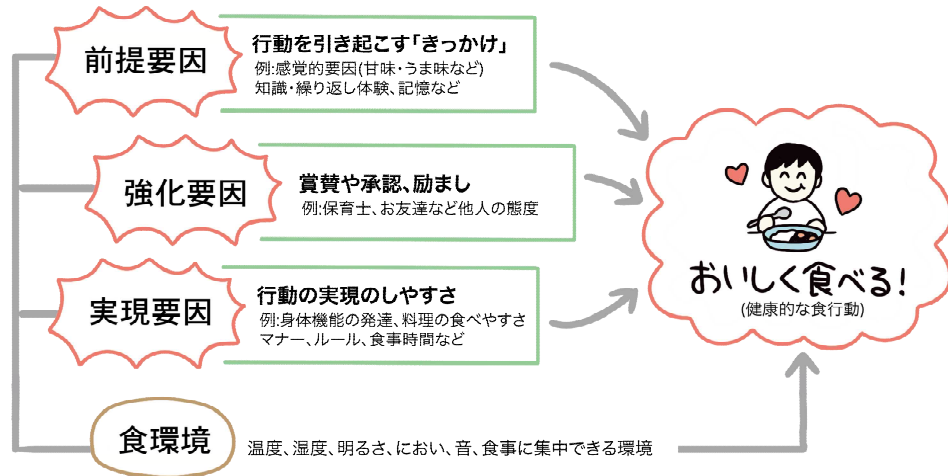 前提要因
行動を引き起こす「きっかけ」
例:感覚的要因(甘味・うま味など)
知識・繰り返し体験、記憶など
強化要因
賞賛や承認、励まし
例:保育士、お友達など他人の態度
実現要因
行動の実現のしやすさ
例:身体機能の発達、料理の食べやすさ
マナー、ルール、食事時間など
食環境
温度、湿度、明るさ、におい、音、食事に集中できる環境
おいしく食べる!
(健康的な食行動)